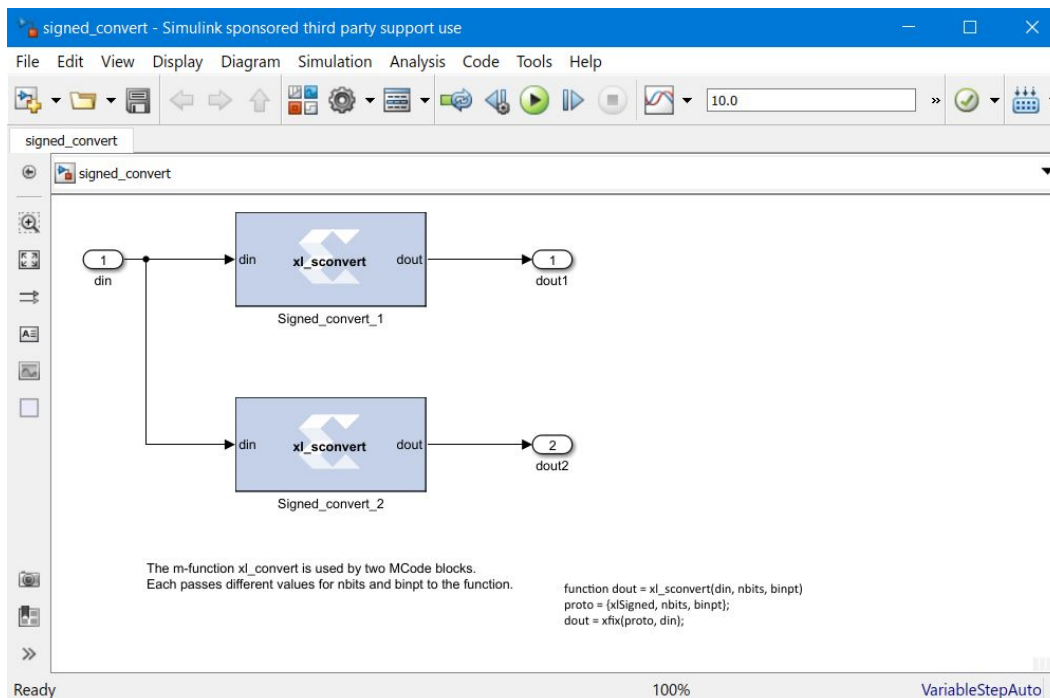 signed_convert - Simulink sponsored third party support use
File Edit View Display Diagram Simulation Analysis Code Tools Help
10.0
»
signed_convert
signed_convert
1
din
din
xl_sconvert
dout
Signed_convert_1
1
dout1
din
xl_sconvert
dout
Signed_convert_2
2
dout2
The m-function xl_convert is used by two MCode blocks.
Each passes different values for nbits and binpt to the function.
function dout = xl_sconvert(din, nbits, binpt)
proto = {xlSigned, nbits, binpt};
dout = xfix(proto, din);
Ready
100%
VariableStepAuto